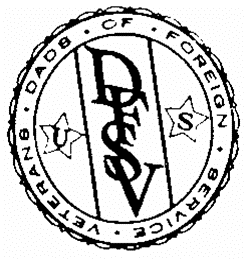 DADS · OF · FOREIGN · SERVICE · VETERANS ·
U
DFSV
S